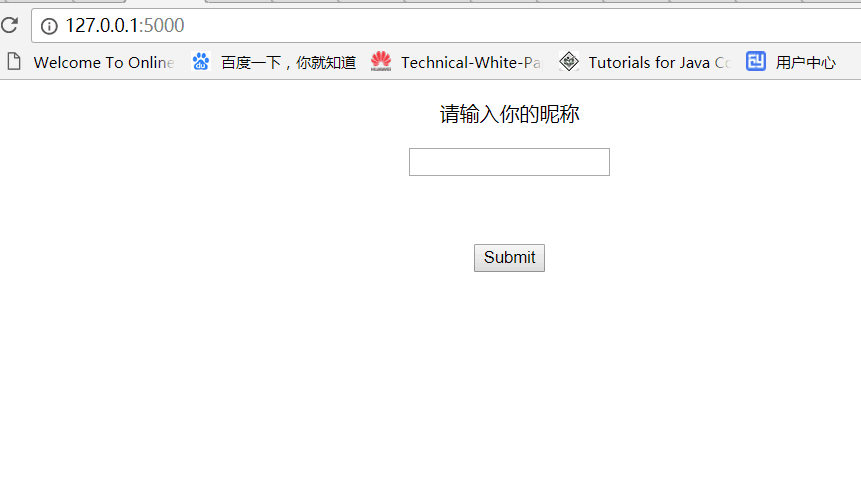 127.0.0.1:5000
Welcome To Online 百度一下，你就知道 Technical-White-Pa Tutorials for Java Co 用户中心
请输入你的昵称
Submit